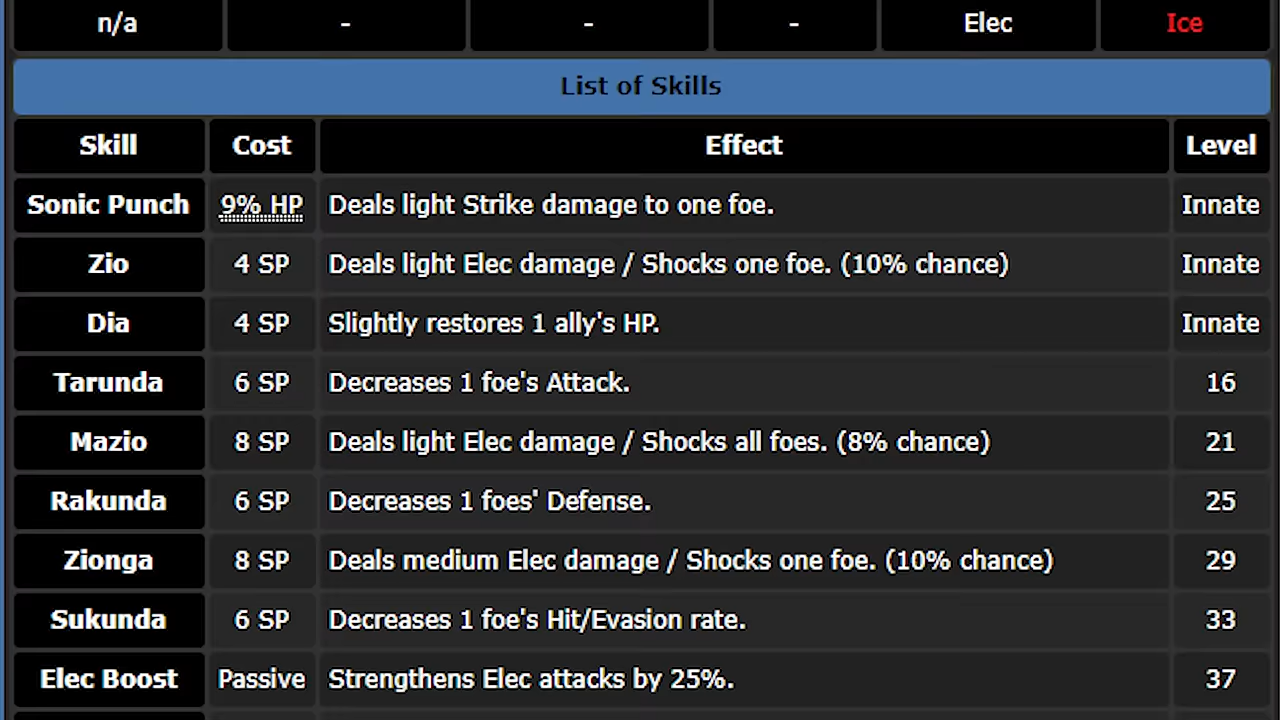 n/a - - - Elec Ice
List of Skills
Skill Cost Effect Level
Sonic Punch 9% HP Deals light Strike damage to one foe. Innate
Zio 4 SP Deals light Elec damage / Shocks one foe. (10% chance) Innate
Dia 4 SP Slightly restores 1 ally's HP. Innate
Tarunda 6 SP Decreases 1 foe's Attack. 16
Mazio 8 SP Deals light Elec damage / Shocks all foes. (8% chance) 21
Rakunda 6 SP Decreases 1 foes' Defense. 25
Zionga 8 SP Deals medium Elec damage / Shocks one foe. (10% chance) 29
Sukunda 6 SP Decreases 1 foe's Hit/Evasion rate. 33
Elec Boost Passive Strengthens Elec attacks by 25%. 37